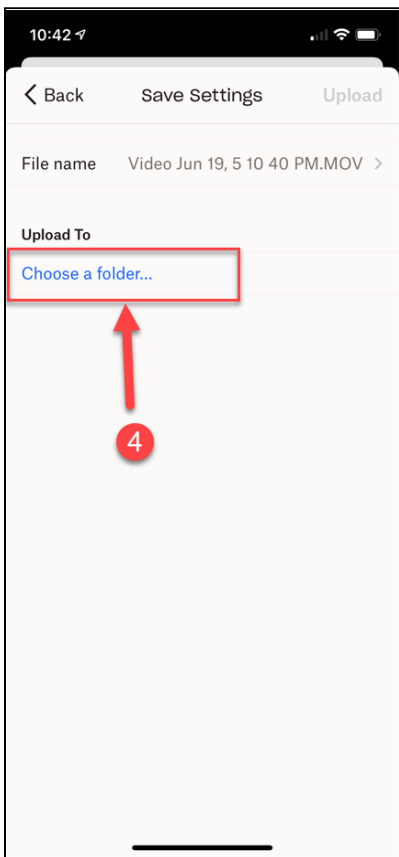 10:42
Back Save Settings Upload
File name Video Jun 19, 5 10 40 PM.MOV
Upload To
Choose a folder...
4